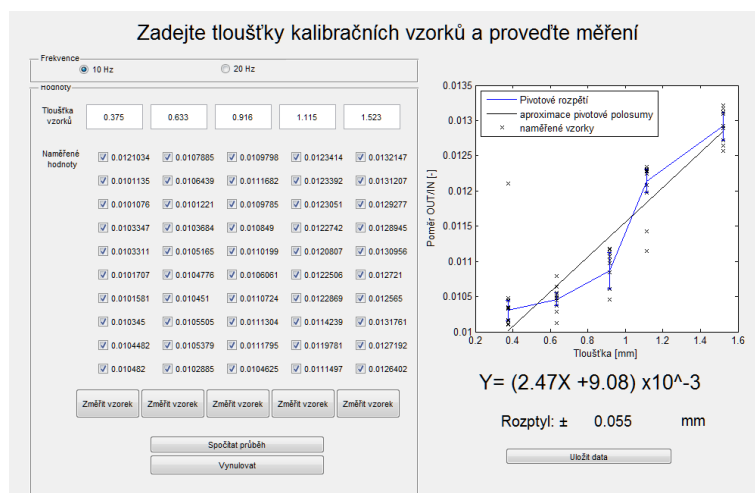 Zadejte tloušťky kalibračních vzorků a proveďte měření
Frekvence
10 Hz 20 Hz
Hodnoty
Tloušťka vzorků 0.375 0.633 0.916 1.115 1.523
Naměřené hodnoty
0.0121034 0.0107885 0.0109798 0.0123414 0.0132147
0.0101135 0.0106439 0.0111682 0.0123392 0.0131207
0.0101076 0.0101221 0.0109785 0.0123051 0.0129277
0.0103347 0.0103684 0.010849 0.0122742 0.0128945
0.0103311 0.0105165 0.0110199 0.0120807 0.0130956
0.0101707 0.0104776 0.0106061 0.0122506 0.012721
0.0101581 0.010451 0.0110724 0.0122869 0.012565
0.010345 0.0105505 0.0111304 0.0114239 0.0131761
0.0104482 0.0105379 0.0111795 0.0119781 0.0127192
0.010482 0.0102885 0.0104625 0.0111497 0.0126402
Změřit vzorek Změřit vzorek Změřit vzorek Změřit vzorek Změřit vzorek
Spočítat průběh
Vynulovat
Pivotové rozpětí
aproximace pivotové polosumy
naměřené vzorky
0.0135
0.013
0.0125
0.012
0.0115
0.011
0.0105
0.01
Poměr OUT/IN [-]
0.2 0.4 0.6 0.8 1 1.2 1.4 1.6
Tloušťka [mm]
Y= (2.47X +9.08) x10^-3
Rozptyl: ± 0.055 mm
Uložit data